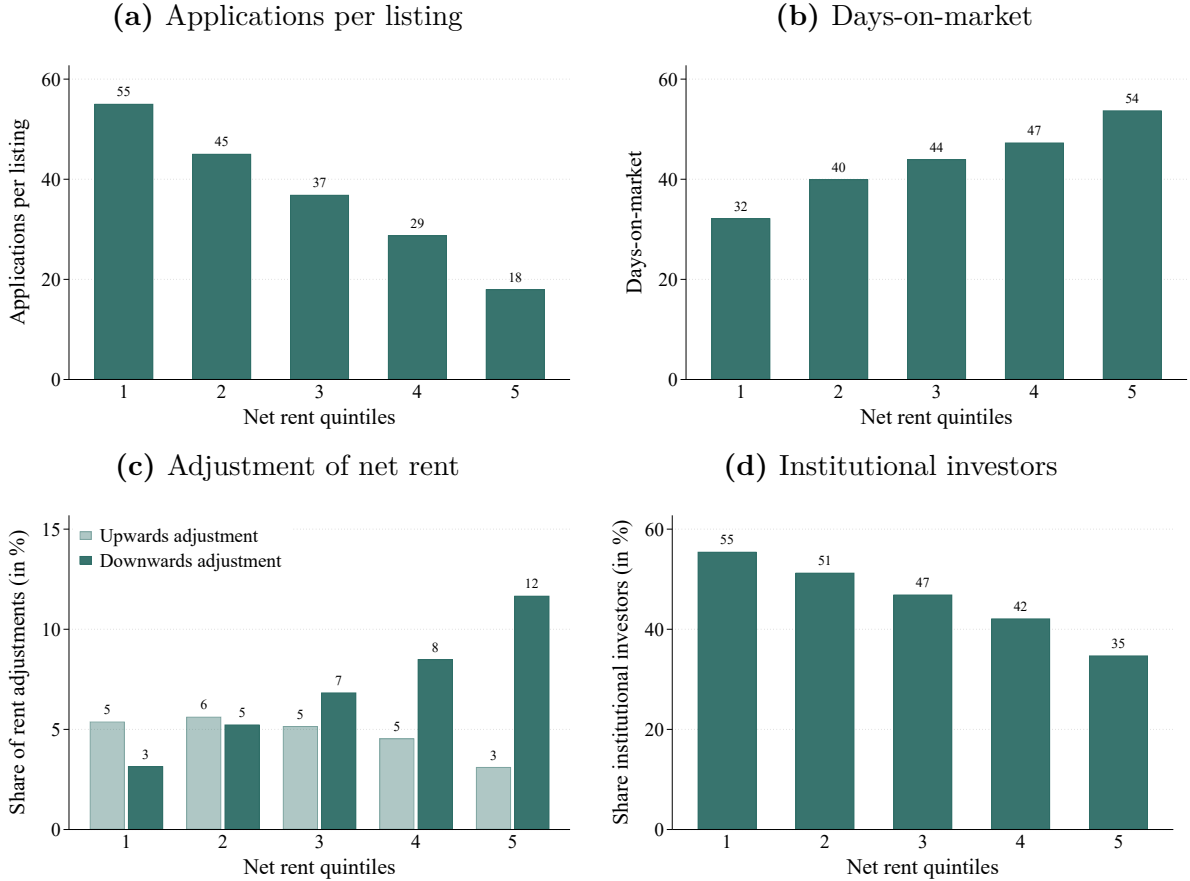 (a) Applications per listing
Applications per listing
60
40
20
0
55
45
37
29
18
1 2 3 4 5
Net rent quintiles
(b) Days-on-market
Days-on-market
60
40
20
0
32
40
44
47
54
1 2 3 4 5
Net rent quintiles
(c) Adjustment of net rent
Share of rent adjustments (in %)
15
10
5
0
Upwards adjustment
Downwards adjustment
5
3
6
5
5
7
5
8
3
12
1 2 3 4 5
Net rent quintiles
(d) Institutional investors
Share institutional investors (in %)
60
40
20
0
55
51
47
42
35
1 2 3 4 5
Net rent quintiles